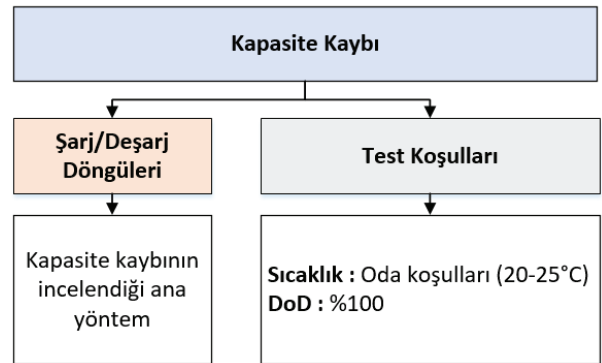 Kapasite Kaybı
Şarj/Deşarj
Döngüleri
Test Koşulları
Kapasite kaybının
incelendiği ana
yöntem
Sıcaklık : Oda koşulları (20-25°C)
DoD : %100